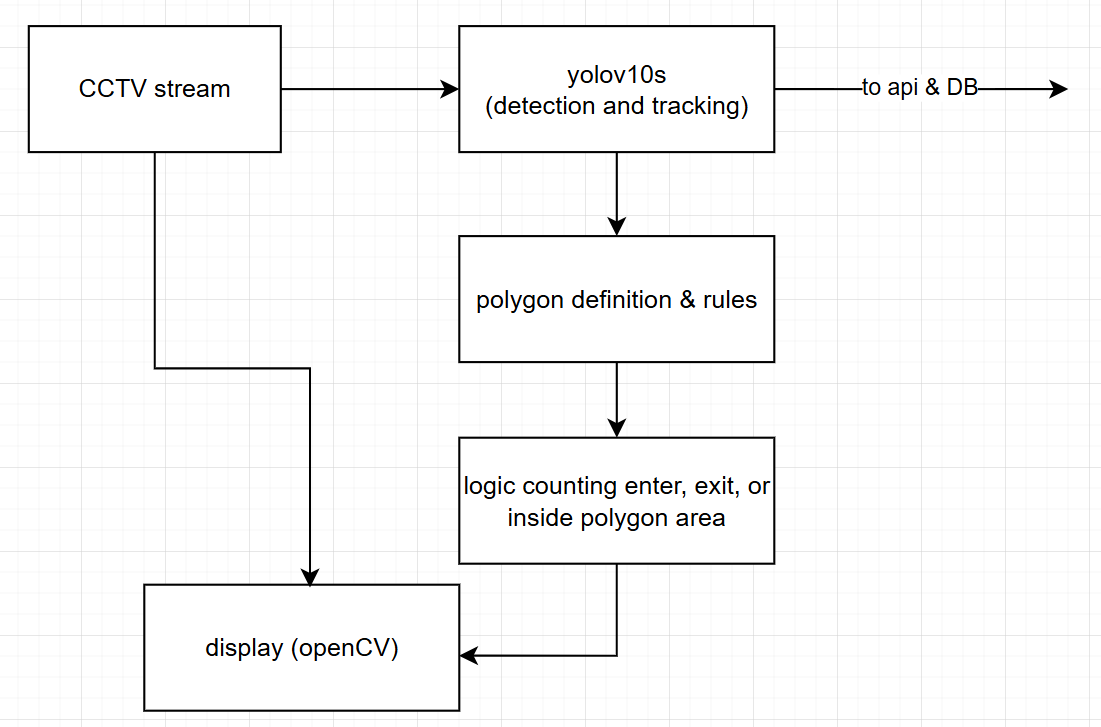 CCTV stream
yolov10s
(detection and tracking)
to api & DB
polygon definition & rules
logic counting enter, exit, or
inside polygon area
display (openCV)